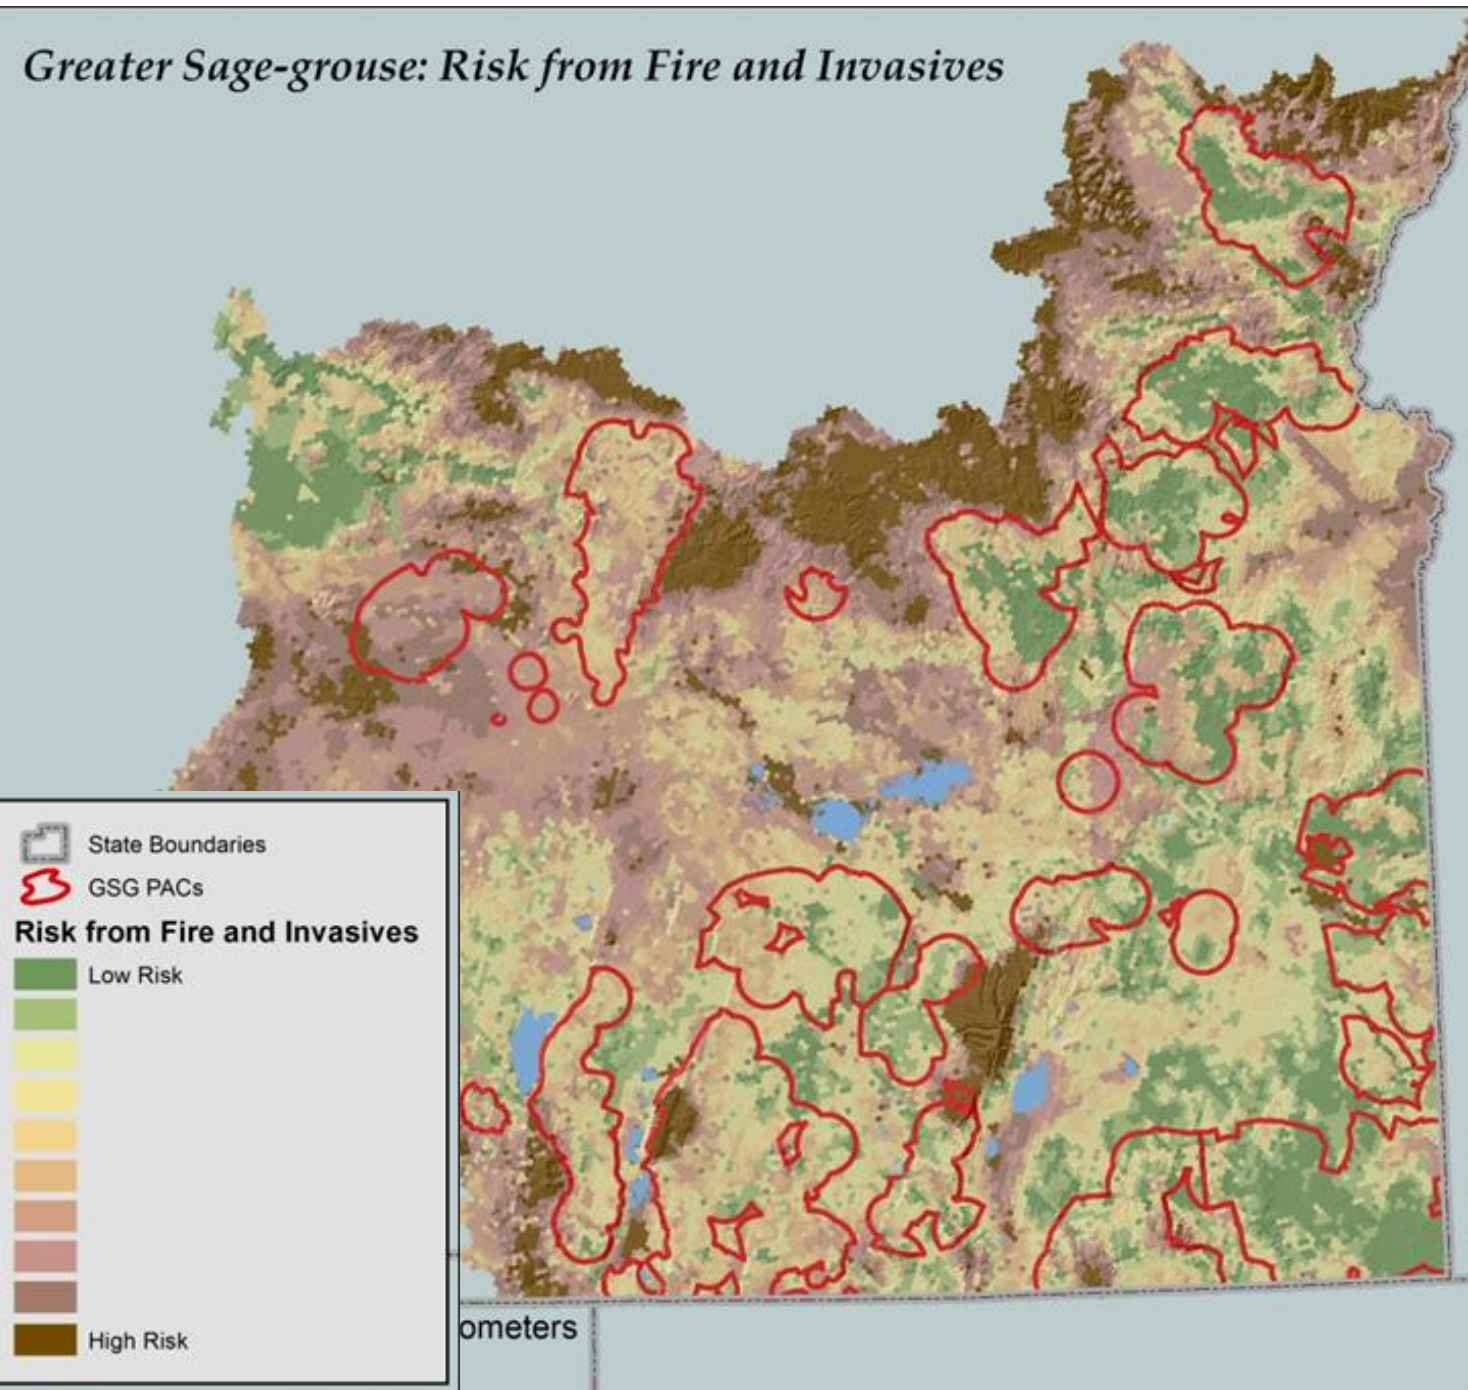 Greater Sage-grouse: Risk from Fire and Invasives
State Boundaries
GSG PACs
Risk from Fire and Invasives
Low Risk
High Risk
ometers